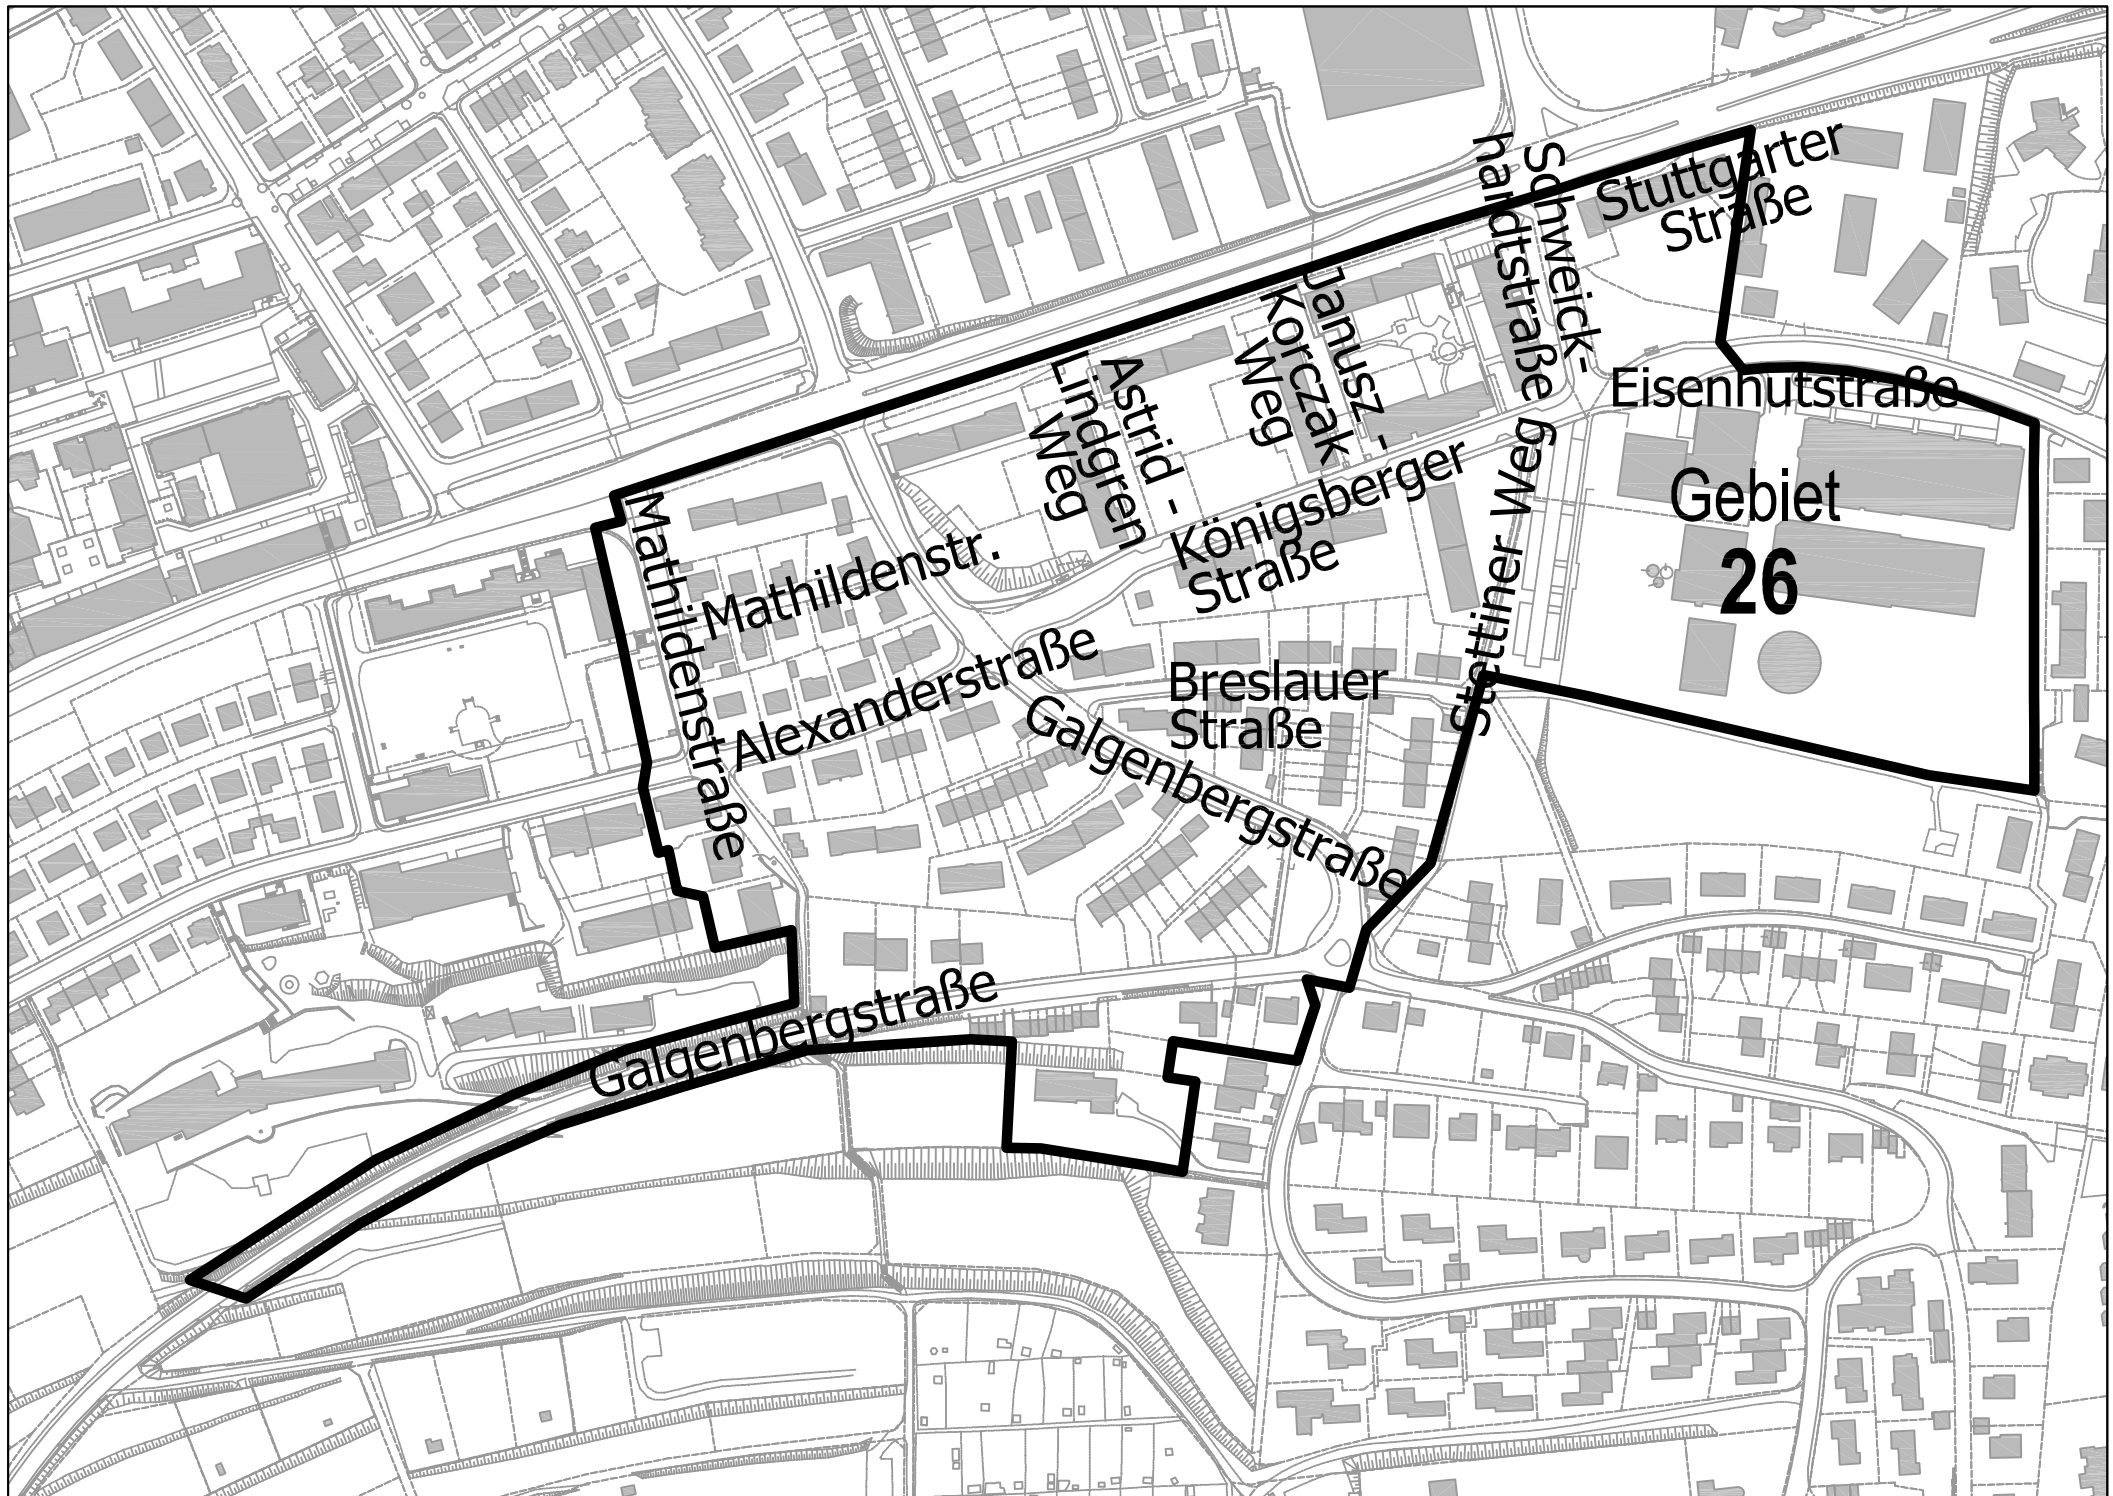 Stuttgarter
Straße
Schweick-
hardtstraße
Janusz -
Korczak
Weg
Astrid -
Lindgren
Weg
Eisenhutstraße
Königsberger
Straße
Stettiner Weg
Gebiet
26
Mathildenstr.
Mathildenstraße
Alexanderstraße
Breslauer
Straße
Galgenbergstraße
Galgenbergstraße